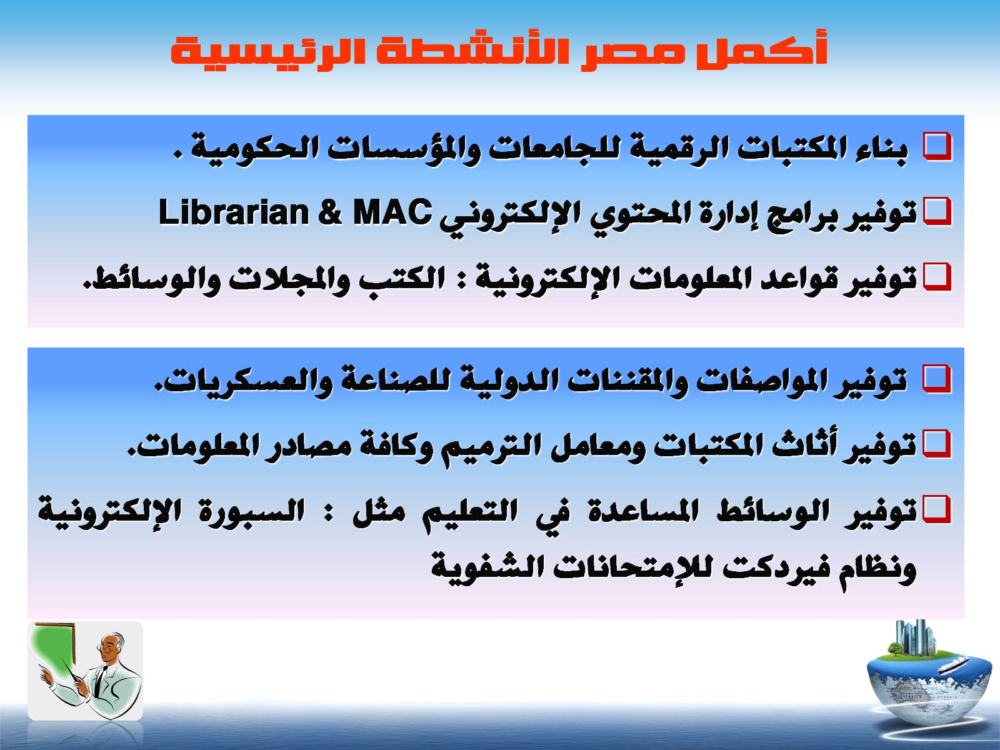 أكمل مصر الأنشطة الرئيسية
بناء المكتبات الرقمية للجامعات والمؤسسات الحكومية .
توفير برامج إدارة المحتوي الإلكتروني Librarian & MAC
توفير قواعد المعلومات الإلكترونية : الكتب والمجلات والوسائط.
توفير المواصفات والمقننات الدولية للصناعة والعسكريات.
توفير أثاث المكتبات ومعامل الترميم وكافة مصادر المعلومات.
توفير الوسائط المساعدة في التعليم مثل : السبورة الإلكترونية
ونظام فيردكت للإمتحانات الشفوية
AUSTRALIA
OCEANIA